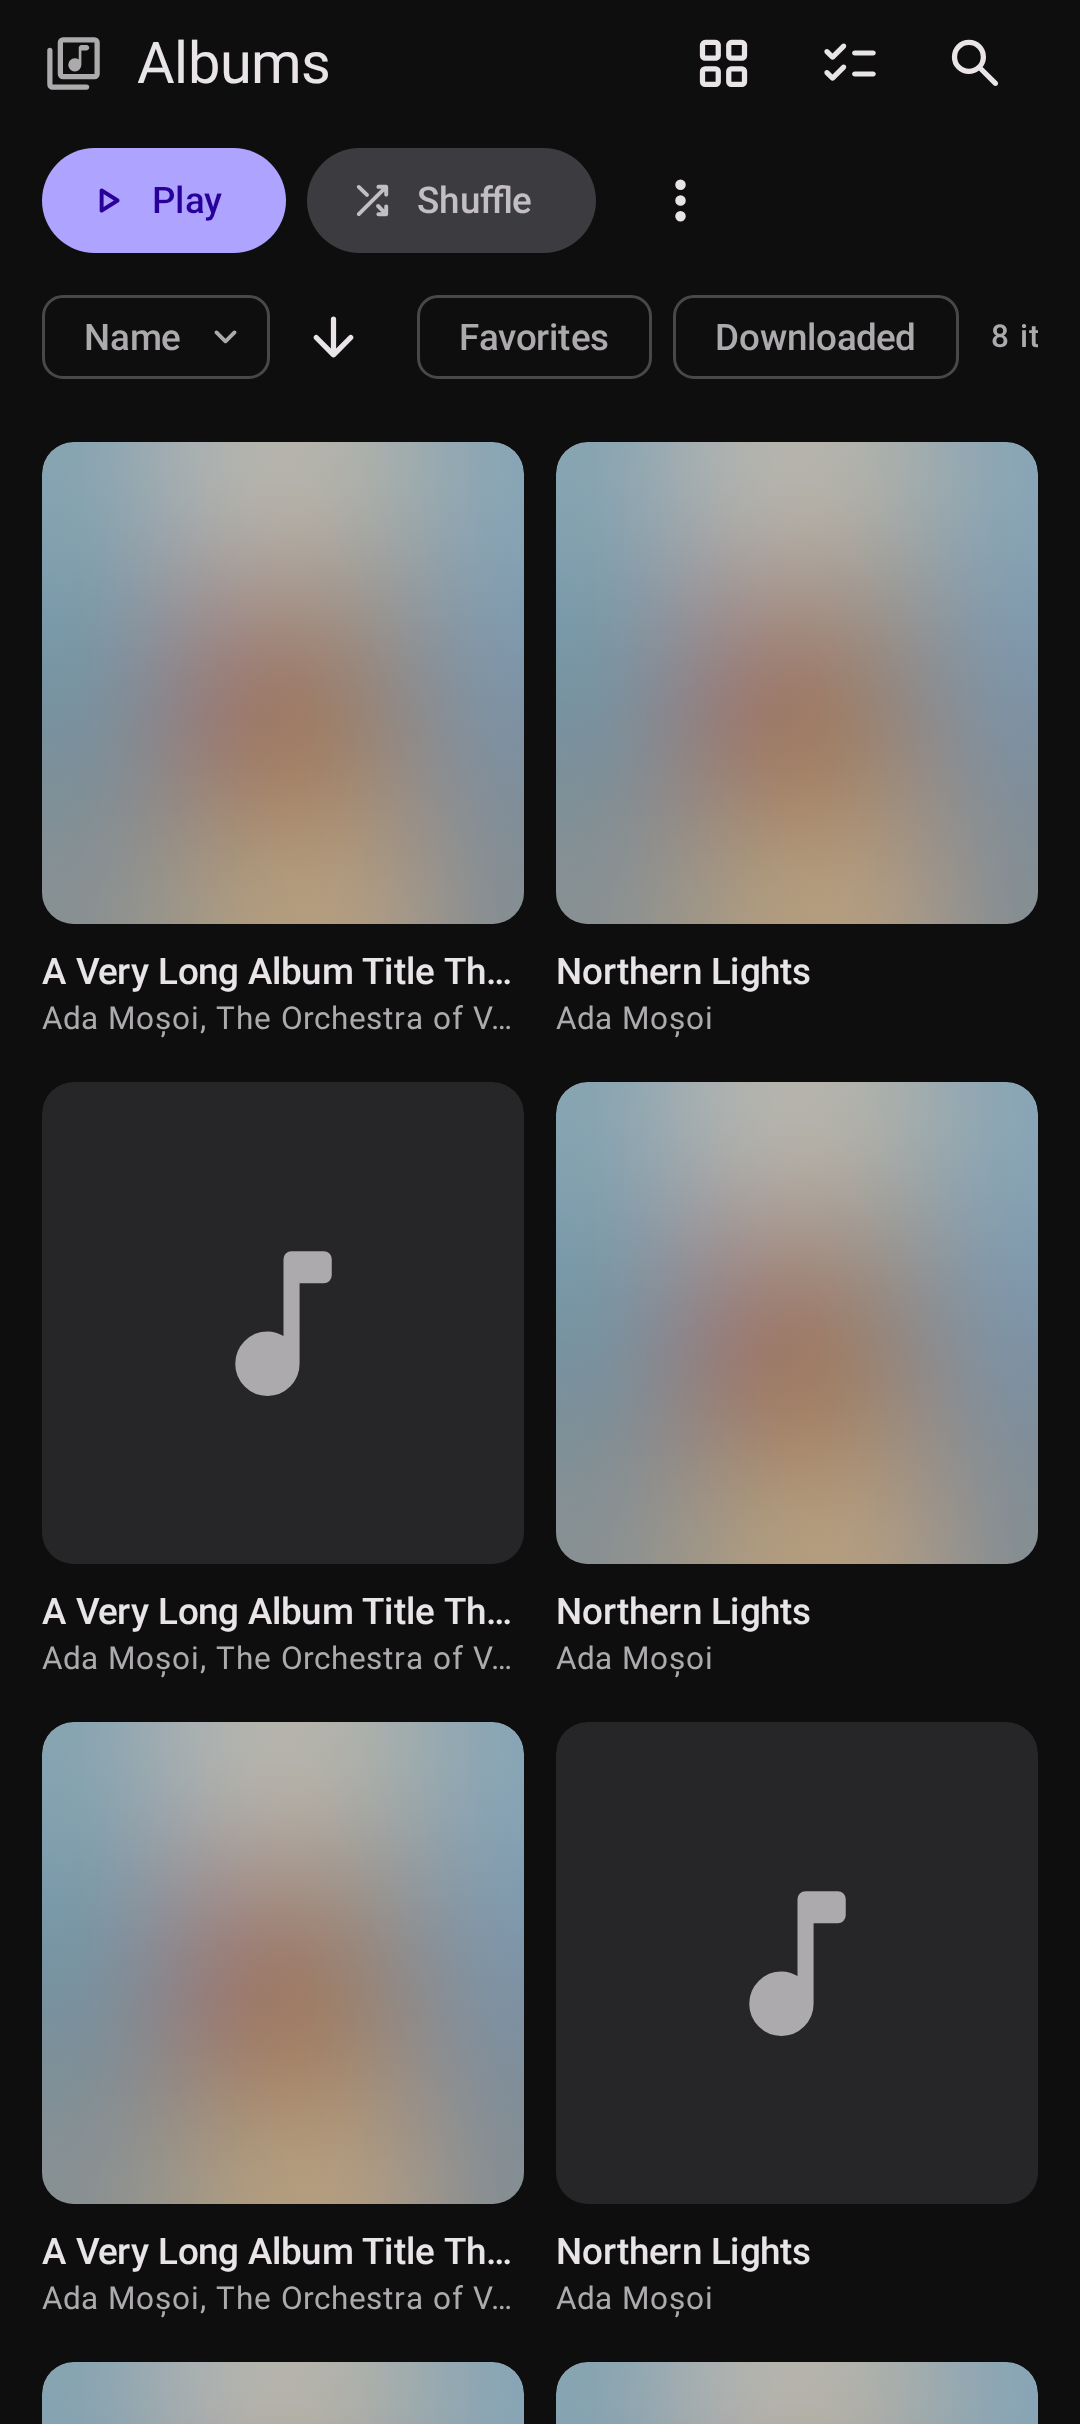 Albums
Play Shuffle
Name Favorites Downloaded 8 it
A Very Long Album Title Th… Northern Lights
Ada Moșoi, The Orchestra of V… Ada Moșoi
A Very Long Album Title Th… Northern Lights
Ada Moșoi, The Orchestra of V… Ada Moșoi
A Very Long Album Title Th… Northern Lights
Ada Moșoi, The Orchestra of V… Ada Moșoi